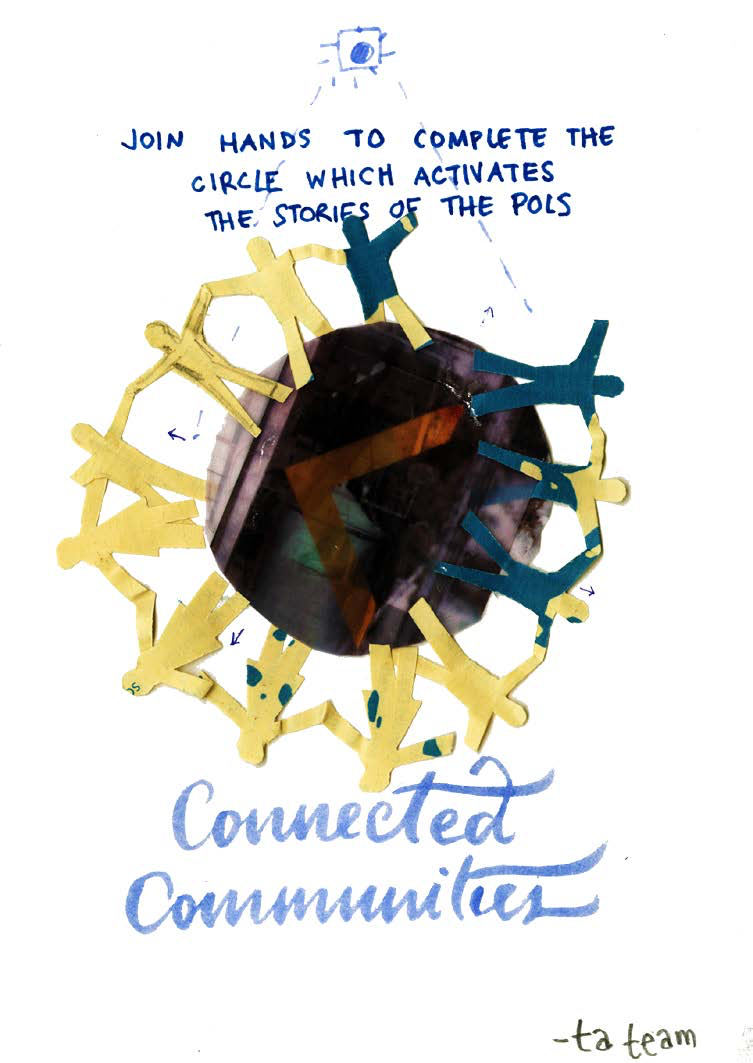 JOIN HANDS TO COMPLETE THE
CIRCLE WHICH ACTIVATES
THE STORIES OF THE POLS
Connected
Communities
-ta team